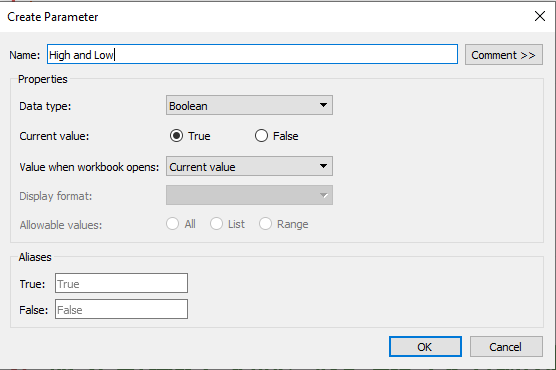 Create Parameter
Name: High and Low Comment >>
Properties
Data type: Boolean
Current value: True False
Value when workbook opens: Current value
Display format:
Allowable values: All List Range
Aliases
True: True
False: False
OK Cancel